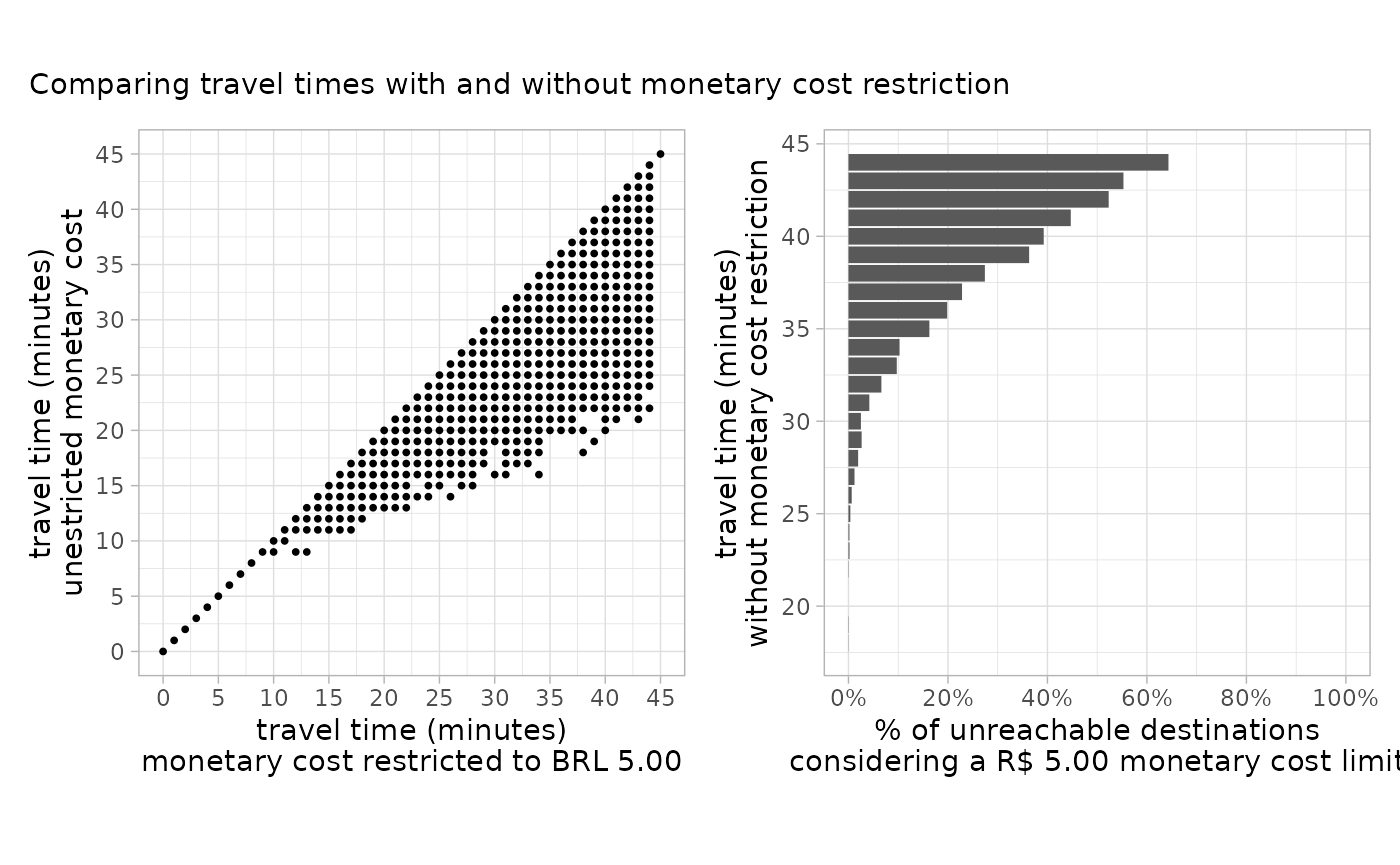 Comparing travel times with and without monetary cost restriction
travel time (minutes)
unestricted monetary cost
45
40
35
30
25
20
15
10
5
0
0 5 10 15 20 25 30 35 40 45
travel time (minutes)
monetary cost restricted to BRL 5.00
travel time (minutes)
without monetary cost restriction
45
40
35
30
25
20
0% 20% 40% 60% 80% 100%
% of unreachable destinations
considering a R$ 5.00 monetary cost limit